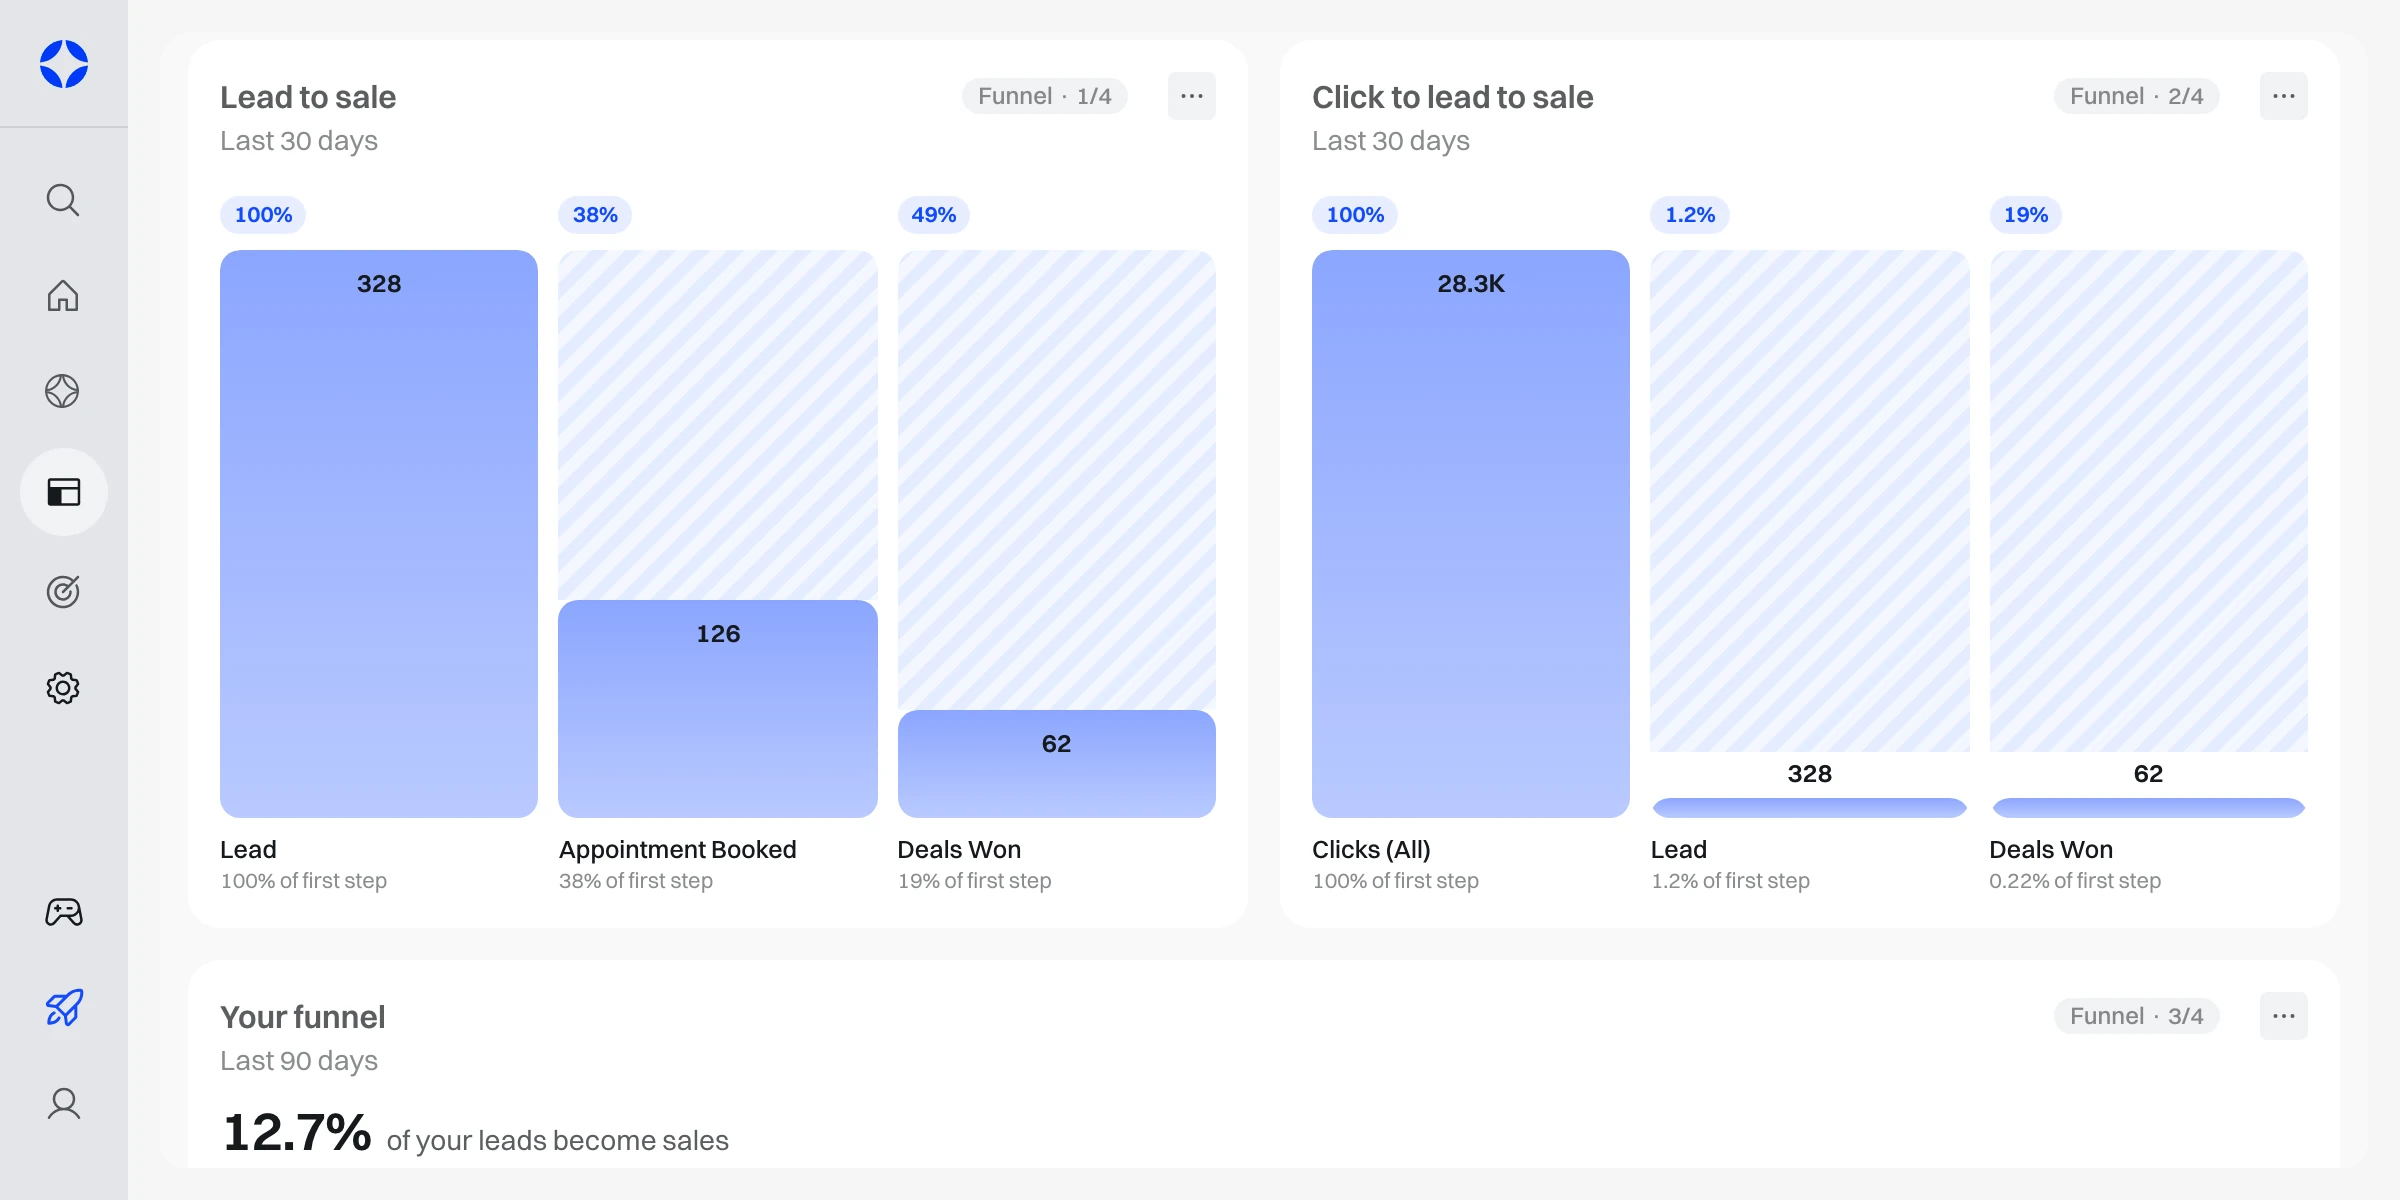 Lead to sale
Funnel · 1/4
Last 30 days
100%
38%
49%
328
126
62
Lead
Appointment Booked
Deals Won
100% of first step
38% of first step
19% of first step
Click to lead to sale
Funnel · 2/4
Last 30 days
100%
1.2%
19%
28.3K
328
62
Clicks (All)
Lead
Deals Won
100% of first step
1.2% of first step
0.22% of first step
Your funnel
Funnel · 3/4
Last 90 days
12.7% of your leads become sales